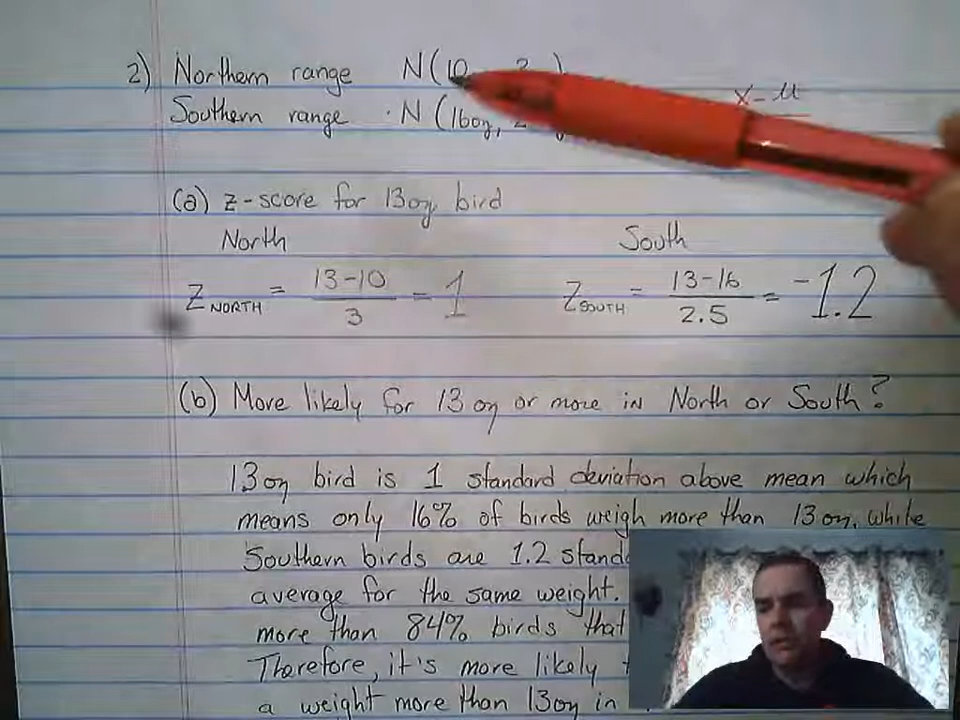 2) Northern range N(10 3 )
Southern range · N (16oz, 2
x - μ
(a) z-score for 13oz bird
North South
Z NORTH = 13-10 / 3 = 1 Z SOUTH = 13-16 / 2.5 = -1.2
(b) More likely for 13 oz or more in North or South?
13oz bird is 1 standard deviation above mean which
means only 16% of birds weigh more than 13oz, while
Southern birds are 1.2
average for the same weight.
more than 84% birds that
Therefore, it's more likely
a weight more than 13oz in